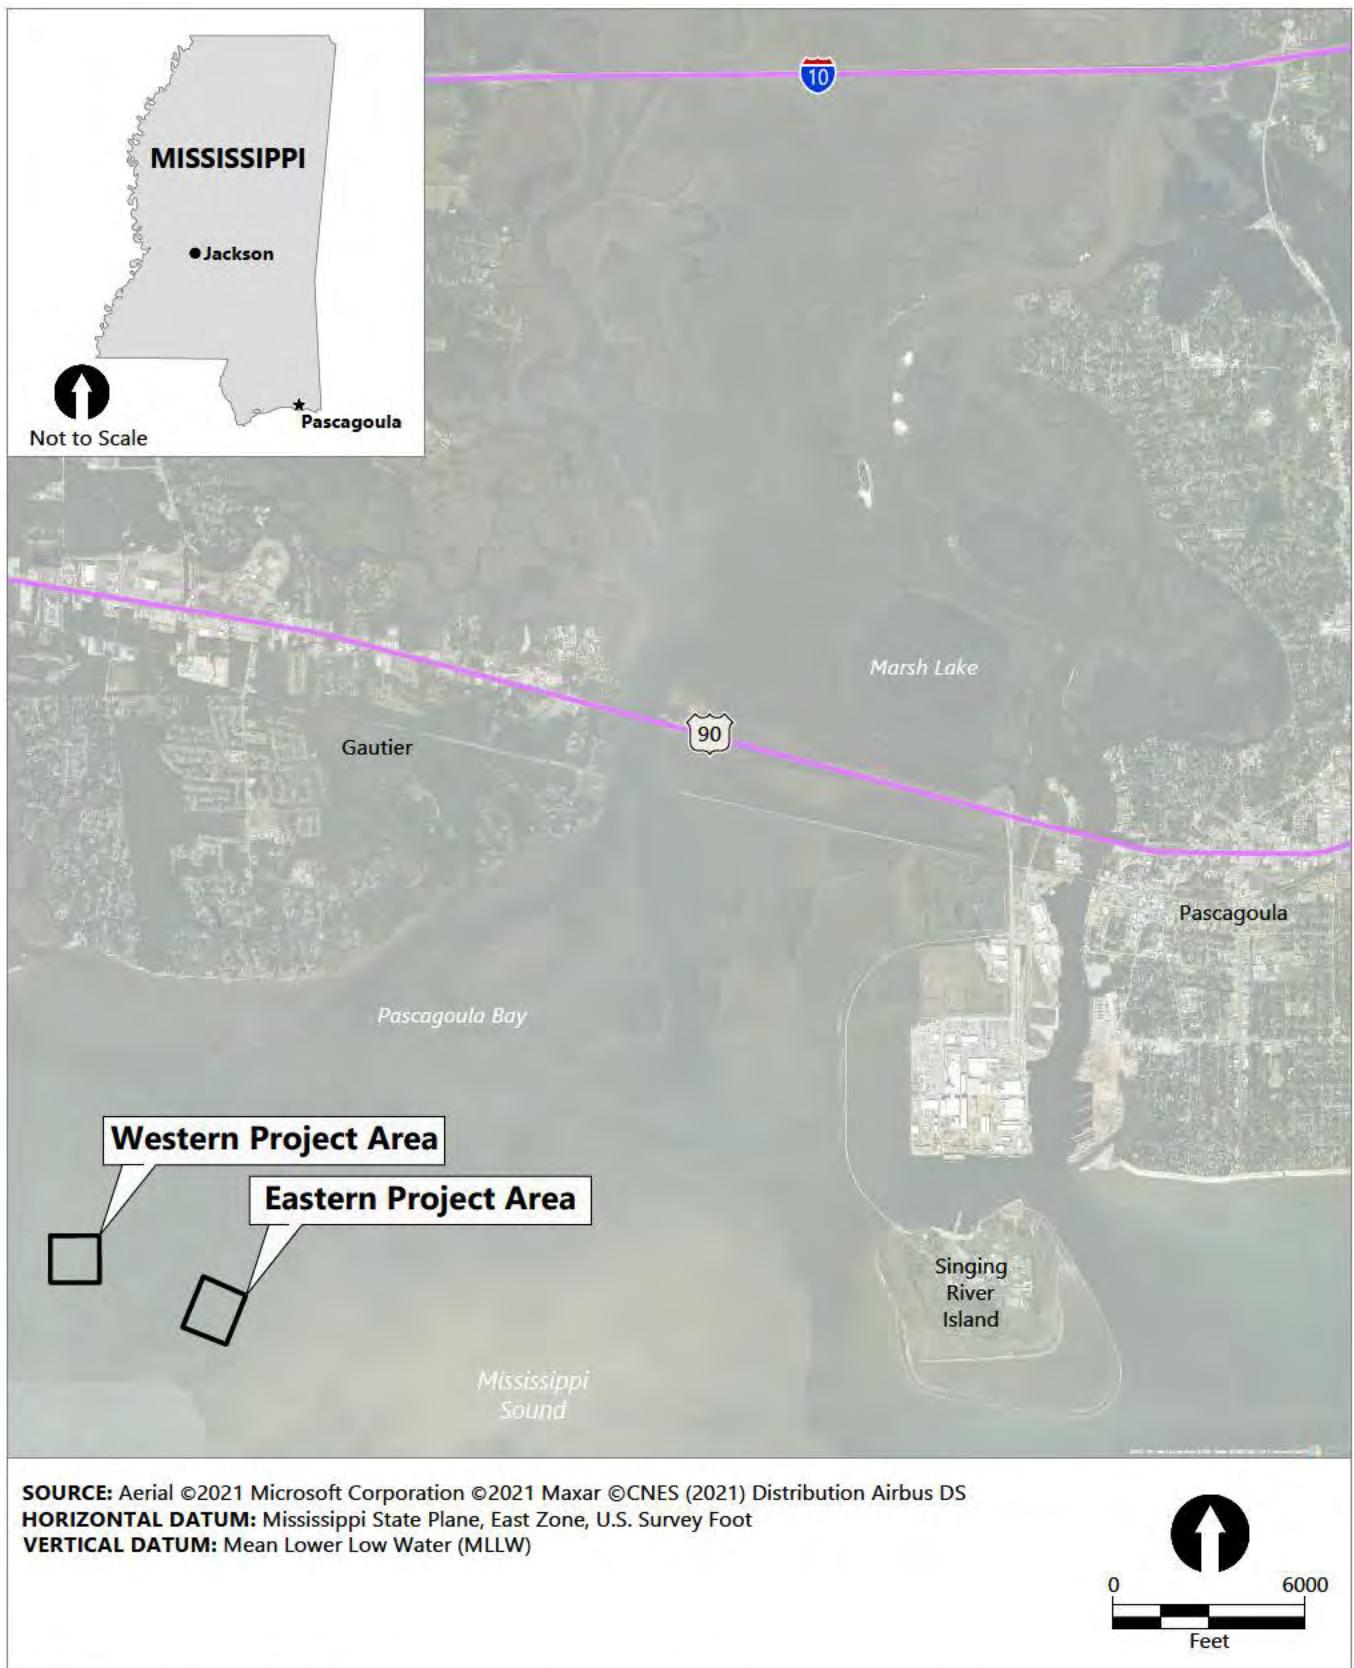 MISSISSIPPI
Jackson
Pascagoula
Not to Scale
10
Marsh Lake
90
Gautier
Pascagoula
Pascagoula Bay
Western Project Area
Eastern Project Area
Singing
River
Island
Mississippi
Sound
SOURCE: Aerial ©2021 Microsoft Corporation ©2021 Maxar ©CNES (2021) Distribution Airbus DS
HORIZONTAL DATUM: Mississippi State Plane, East Zone, U.S. Survey Foot
VERTICAL DATUM: Mean Lower Low Water (MLLW)
0 6000
Feet